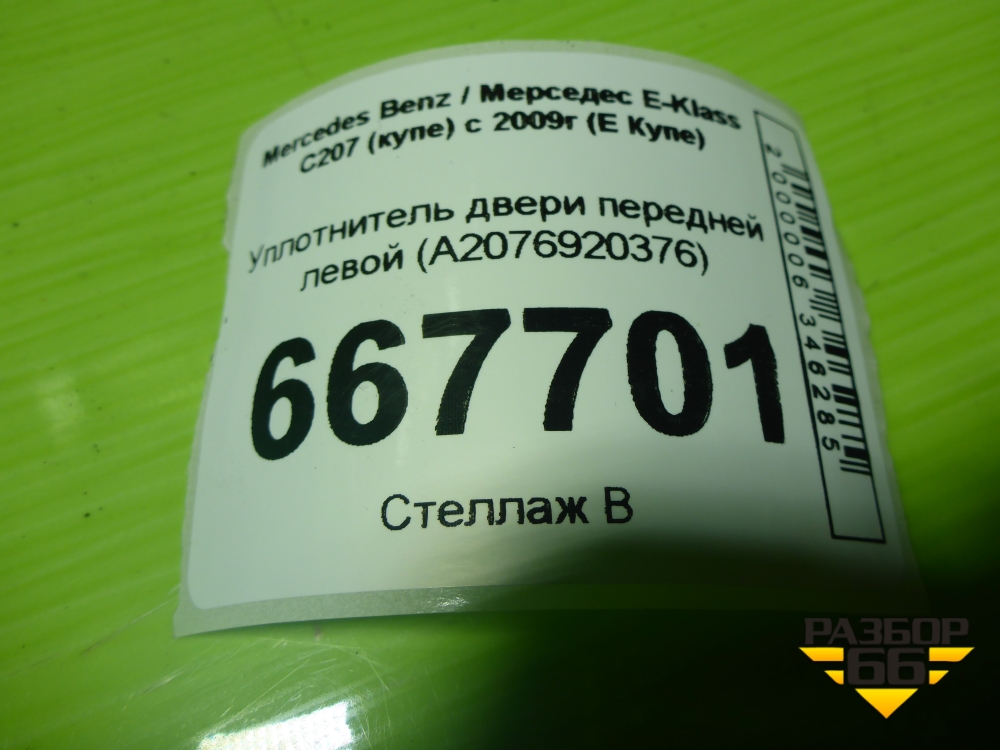 Mercedes Benz / Мерседес E-Klass
C207 (купе) с 2009г (Е Купе)
Уплотнитель двери передней
левой (A2076920376)
667701
Стеллаж В
2000006346285
РАЗБОР
66